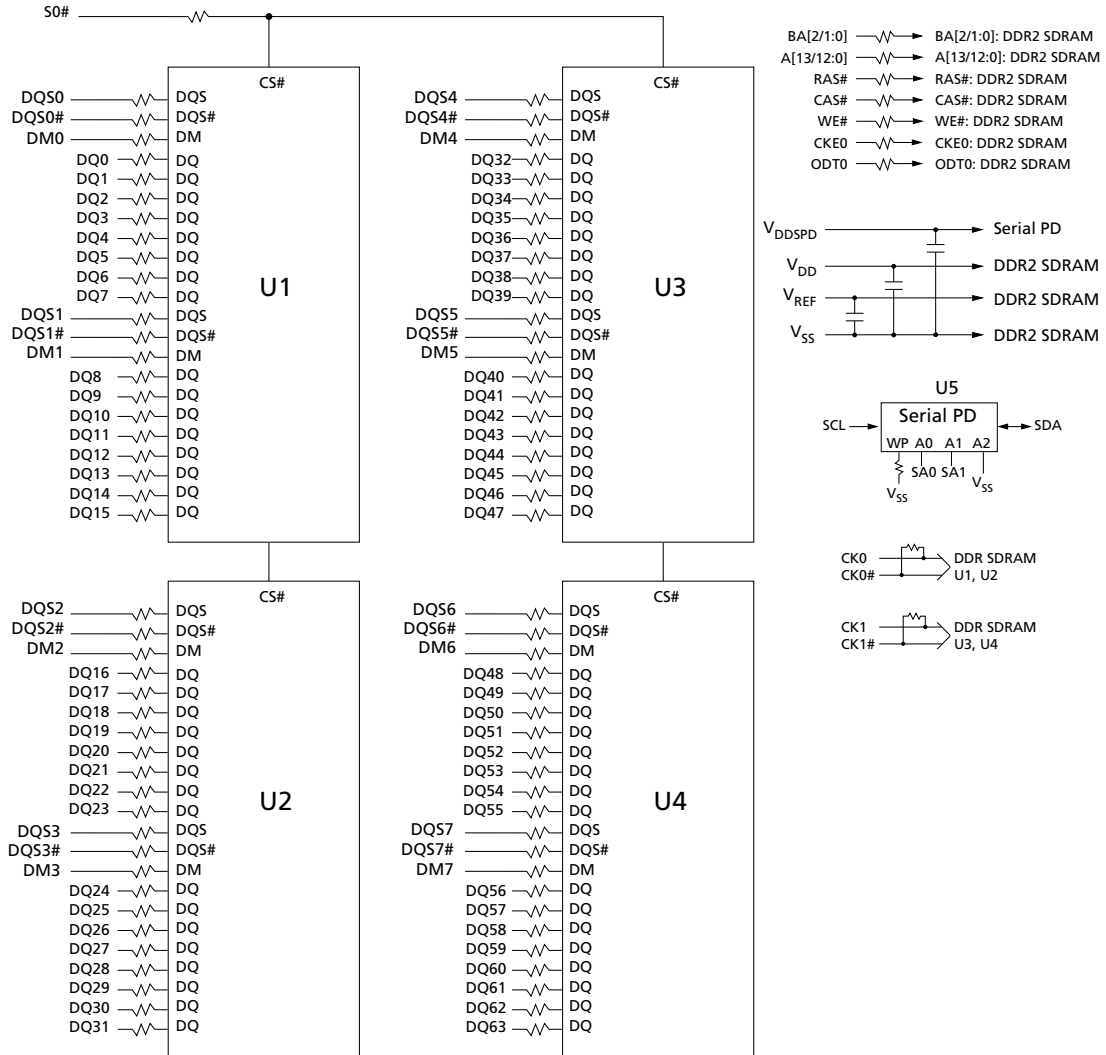 S0#
CS#
DQS0 DQS
DQS0# DQS#
DM0 DM
DQ0 DQ
DQ1 DQ
DQ2 DQ
DQ3 DQ
DQ4 DQ
DQ5 DQ
DQ6 DQ
DQ7 DQ
U1
DQS1 DQS
DQS1# DQS#
DM1 DM
DQ8 DQ
DQ9 DQ
DQ10 DQ
DQ11 DQ
DQ12 DQ
DQ13 DQ
DQ14 DQ
DQ15 DQ
CS#
DQS2 DQS
DQS2# DQS#
DM2 DM
DQ16 DQ
DQ17 DQ
DQ18 DQ
DQ19 DQ
DQ20 DQ
DQ21 DQ
DQ22 DQ
DQ23 DQ
U2
DQS3 DQS
DQS3# DQS#
DM3 DM
DQ24 DQ
DQ25 DQ
DQ26 DQ
DQ27 DQ
DQ28 DQ
DQ29 DQ
DQ30 DQ
DQ31 DQ
CS#
DQS4 DQS
DQS4# DQS#
DM4 DM
DQ32 DQ
DQ33 DQ
DQ34 DQ
DQ35 DQ
DQ36 DQ
DQ37 DQ
DQ38 DQ
DQ39 DQ
U3
DQS5 DQS
DQS5# DQS#
DM5 DM
DQ40 DQ
DQ41 DQ
DQ42 DQ
DQ43 DQ
DQ44 DQ
DQ45 DQ
DQ46 DQ
DQ47 DQ
CS#
DQS6 DQS
DQS6# DQS#
DM6 DM
DQ48 DQ
DQ49 DQ
DQ50 DQ
DQ51 DQ
DQ52 DQ
DQ53 DQ
DQ54 DQ
DQ55 DQ
U4
DQS7 DQS
DQS7# DQS#
DM7 DM
DQ56 DQ
DQ57 DQ
DQ58 DQ
DQ59 DQ
DQ60 DQ
DQ61 DQ
DQ62 DQ
DQ63 DQ
BA[2/1:0] BA[2/1:0]: DDR2 SDRAM
A[13/12:0] A[13/12:0]: DDR2 SDRAM
RAS# RAS#: DDR2 SDRAM
CAS# CAS#: DDR2 SDRAM
WE# WE#: DDR2 SDRAM
CKE0 CKE0: DDR2 SDRAM
ODT0 ODT0: DDR2 SDRAM
VDDSPD Serial PD
VDD DDR2 SDRAM
VREF DDR2 SDRAM
VSS DDR2 SDRAM
U5
Serial PD
SCL SDA
WP A0 A1 A2
SA0 SA1
VSS VSS
CK0 DDR SDRAM
CK0# U1, U2
CK1 DDR SDRAM
CK1# U3, U4